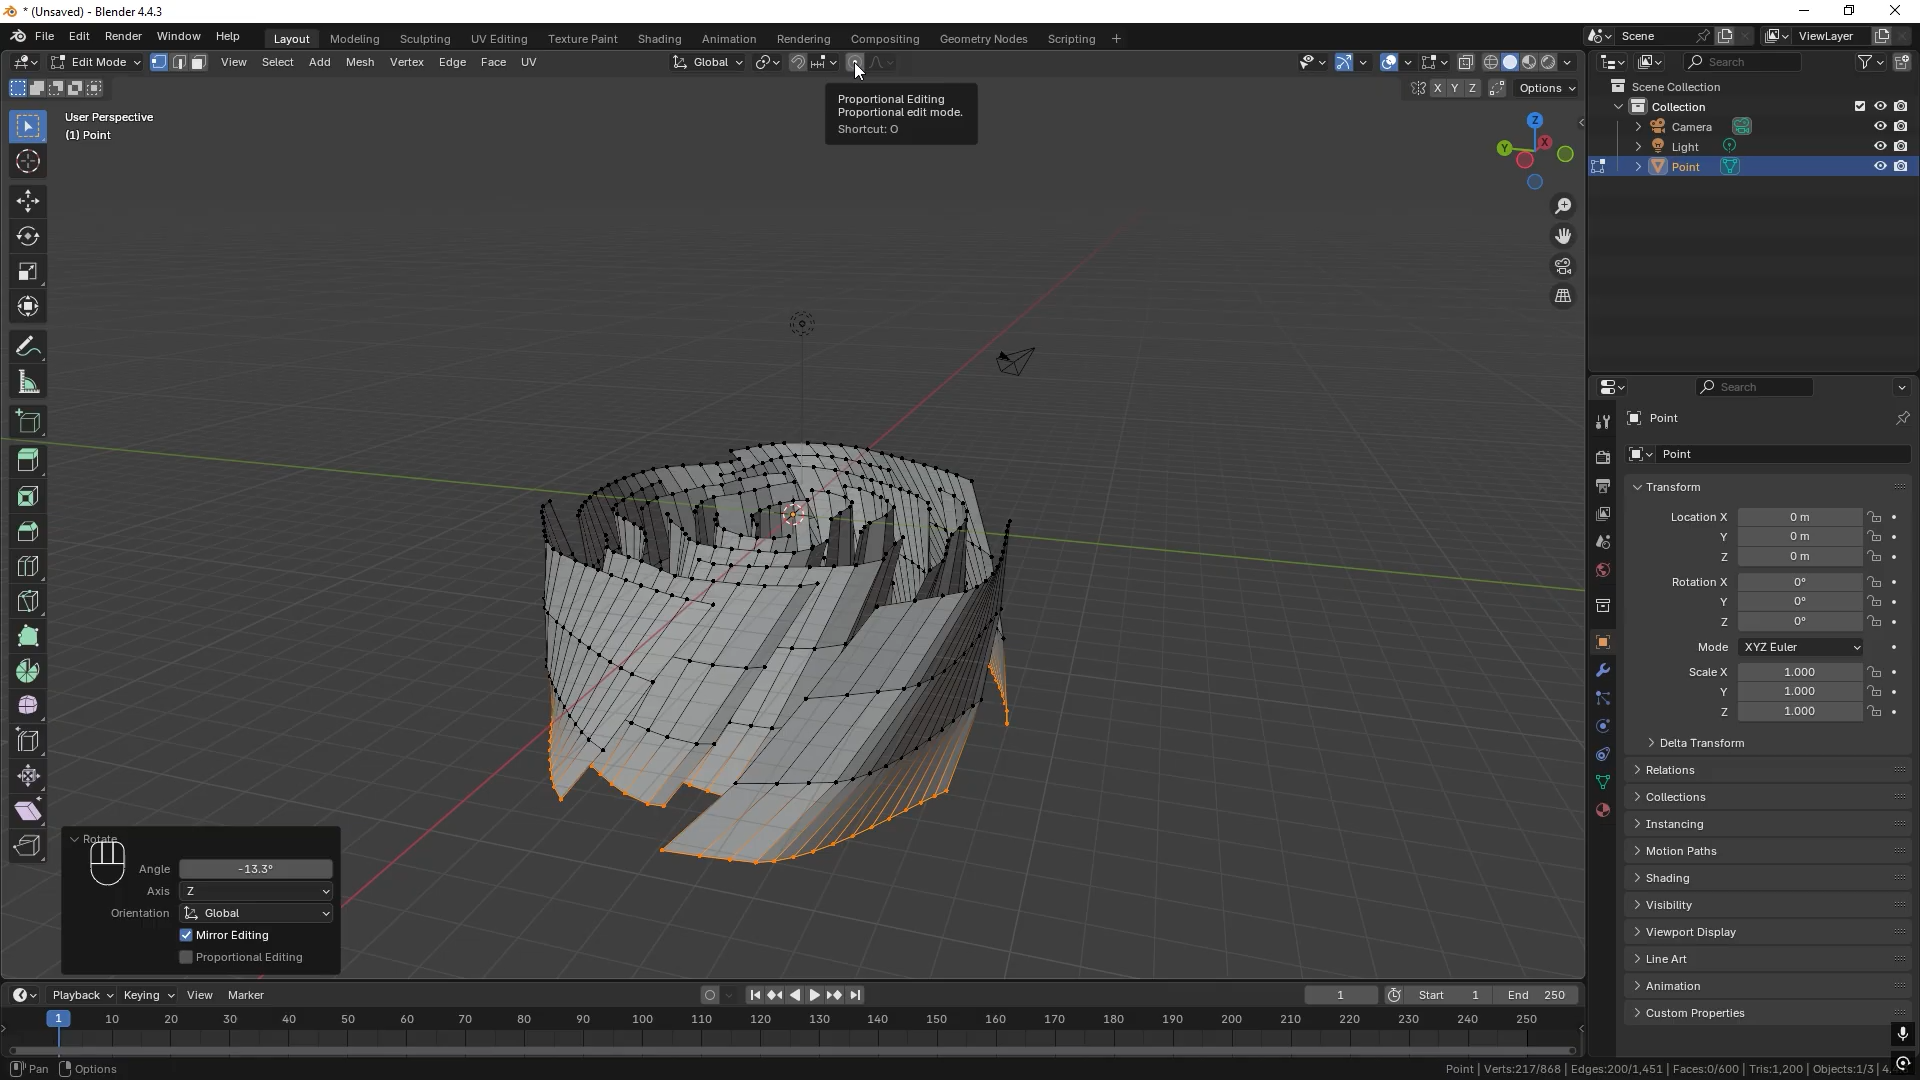 * (Unsaved) - Blender 4.4.3
File Edit Render Window Help
Layout Modeling Sculpting UV Editing Texture Paint Shading Animation Rendering Compositing Geometry Nodes Scripting +
Scene
ViewLayer
Edit Mode View Select Add Mesh Vertex Edge Face UV
Global
X Y Z Options
Proportional Editing
Proportional edit mode.
Shortcut: O
User Perspective
(1) Point
Z
Y
X
Search
Scene Collection
Collection
Camera
Light
Point
Search
Point
Point
Transform
Location X 0 m
Y 0 m
Z 0 m
Rotation X 0°
Y 0°
Z 0°
Mode XYZ Euler
Scale X 1.000
Y 1.000
Z 1.000
Delta Transform
Relations
Collections
Instancing
Motion Paths
Shading
Visibility
Viewport Display
Line Art
Animation
Custom Properties
Rotate
Angle -13.3°
Axis Z
Orientation Global
Mirror Editing
Proportional Editing
Playback Keying View Marker
1 Start 1 End 250
1 10 20 30 40 50 60 70 80 90 100 110 120 130 140 150 160 170 180 190 200 210 220 230 240 250
Pan Options
Point | Verts:217/868 | Edges:200/1,451 | Faces:0/600 | Tris:1,200 | Objects:1/3 | 4.